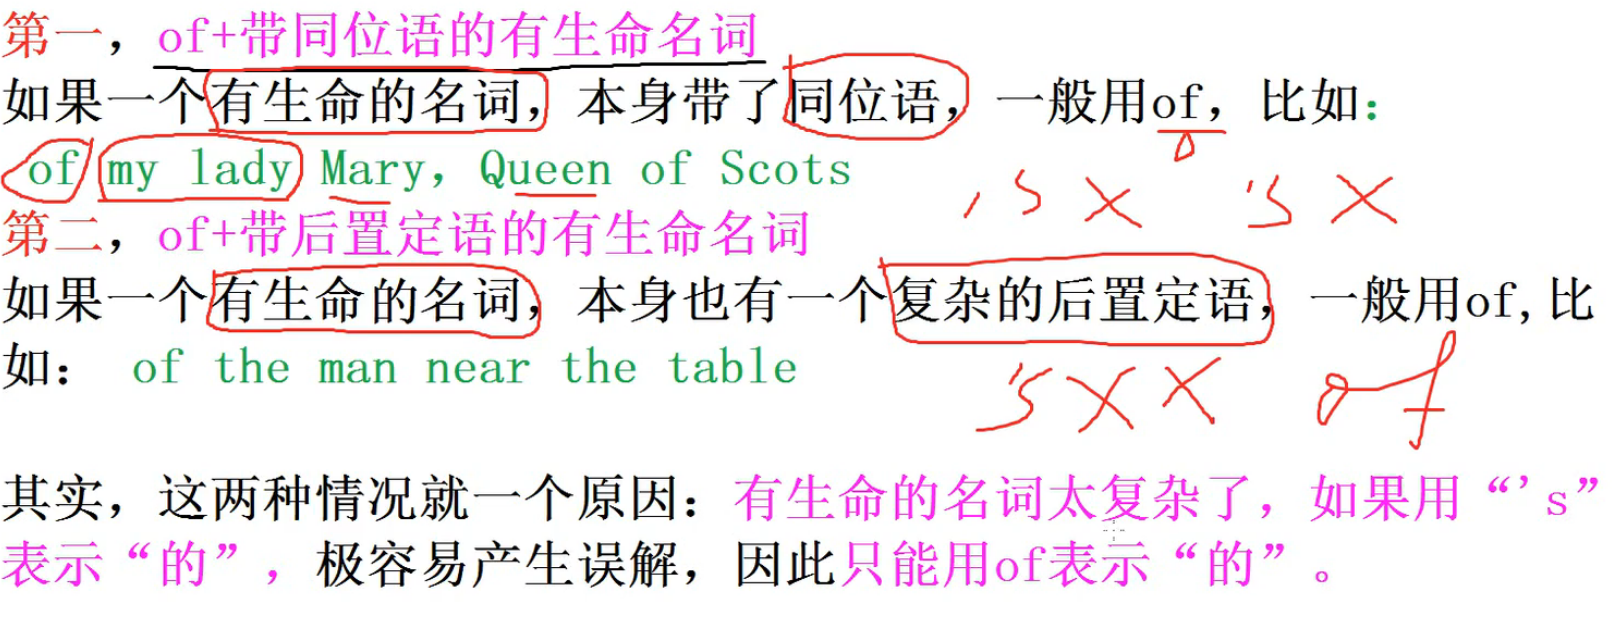 第一，of+带同位语的有生命名词
如果一个有生命的名词，本身带了同位语，一般用of，比如：
of my lady Mary，Queen of Scots
's X 's X
第二，of+带后置定语的有生命名词
如果一个有生命的名词，本身也有一个复杂的后置定语，一般用of,比
如： of the man near the table
's X X of
其实，这两种情况就一个原因：有生命的名词太复杂了，如果用“’s”
表示“的”，极容易产生误解，因此只能用of表示“的”。